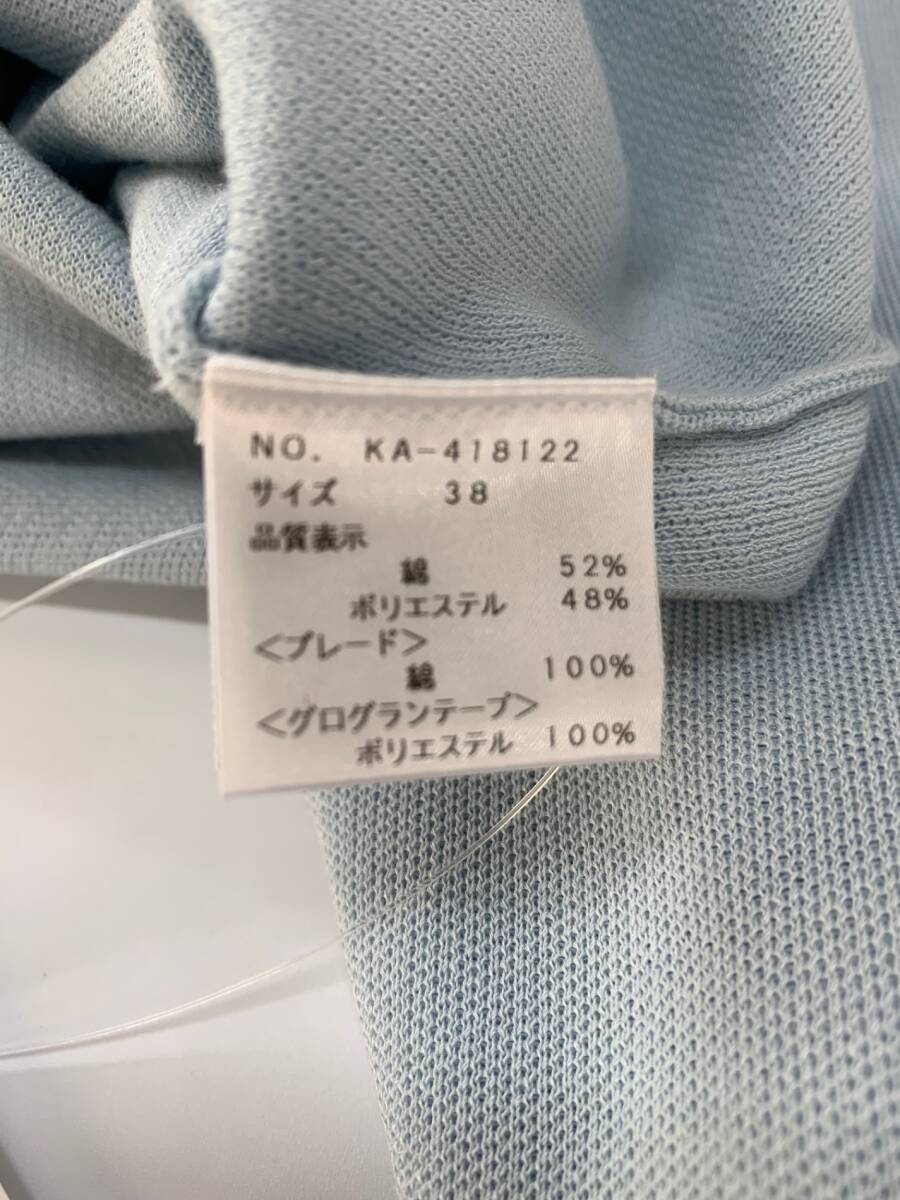 NO. KA-418122
サイズ 38
品質表示
綿 52%
ポリエステル 48%
<ブレード>
綿 100%
<グログランテープ>
ポリエステル 100%